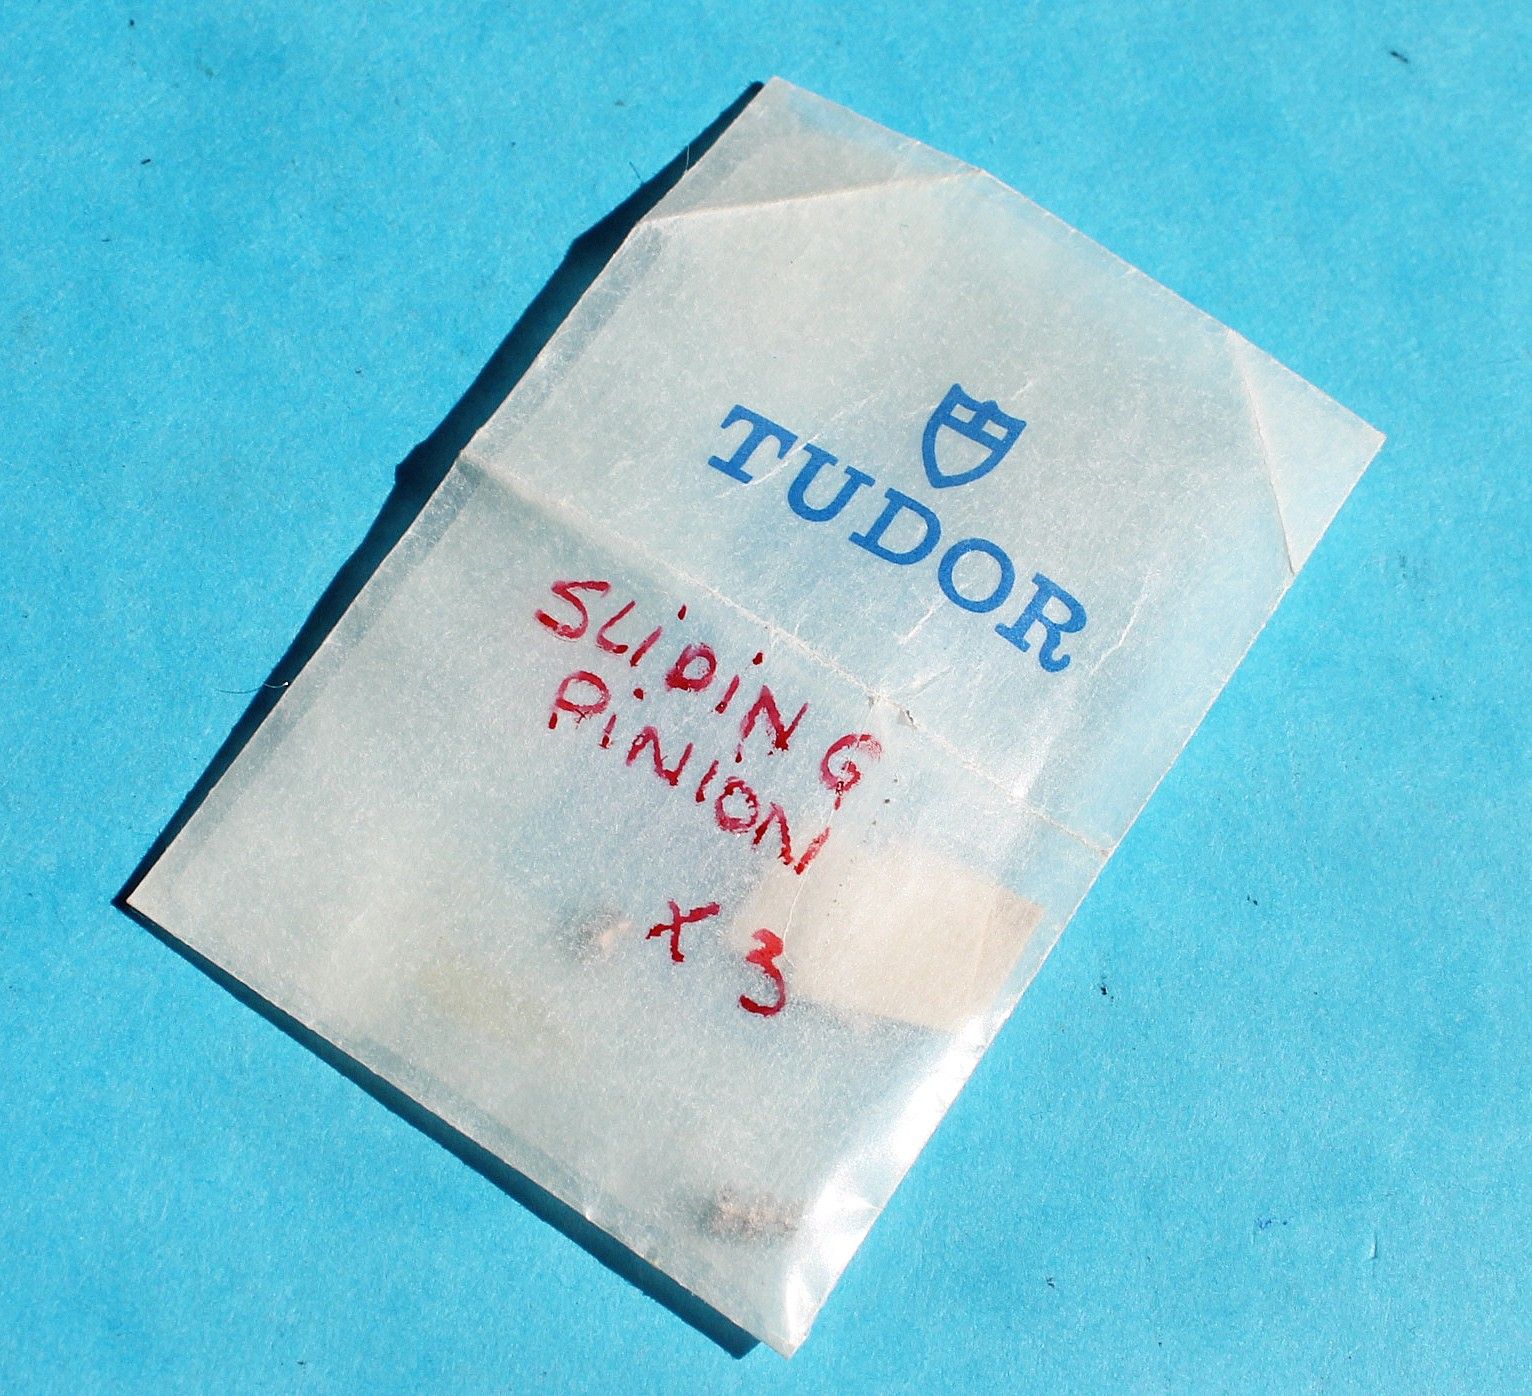 TUDOR
SLiDiNG
PiNiON
x 3